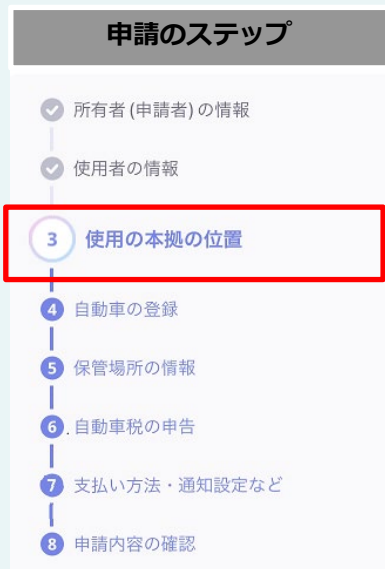 申請のステップ
所有者(申請者)の情報
使用者の情報
3 使用の本拠の位置
4 自動車の登録
5 保管場所の情報
6. 自動車税の申告
7 支払い方法・通知設定など
8 申請内容の確認